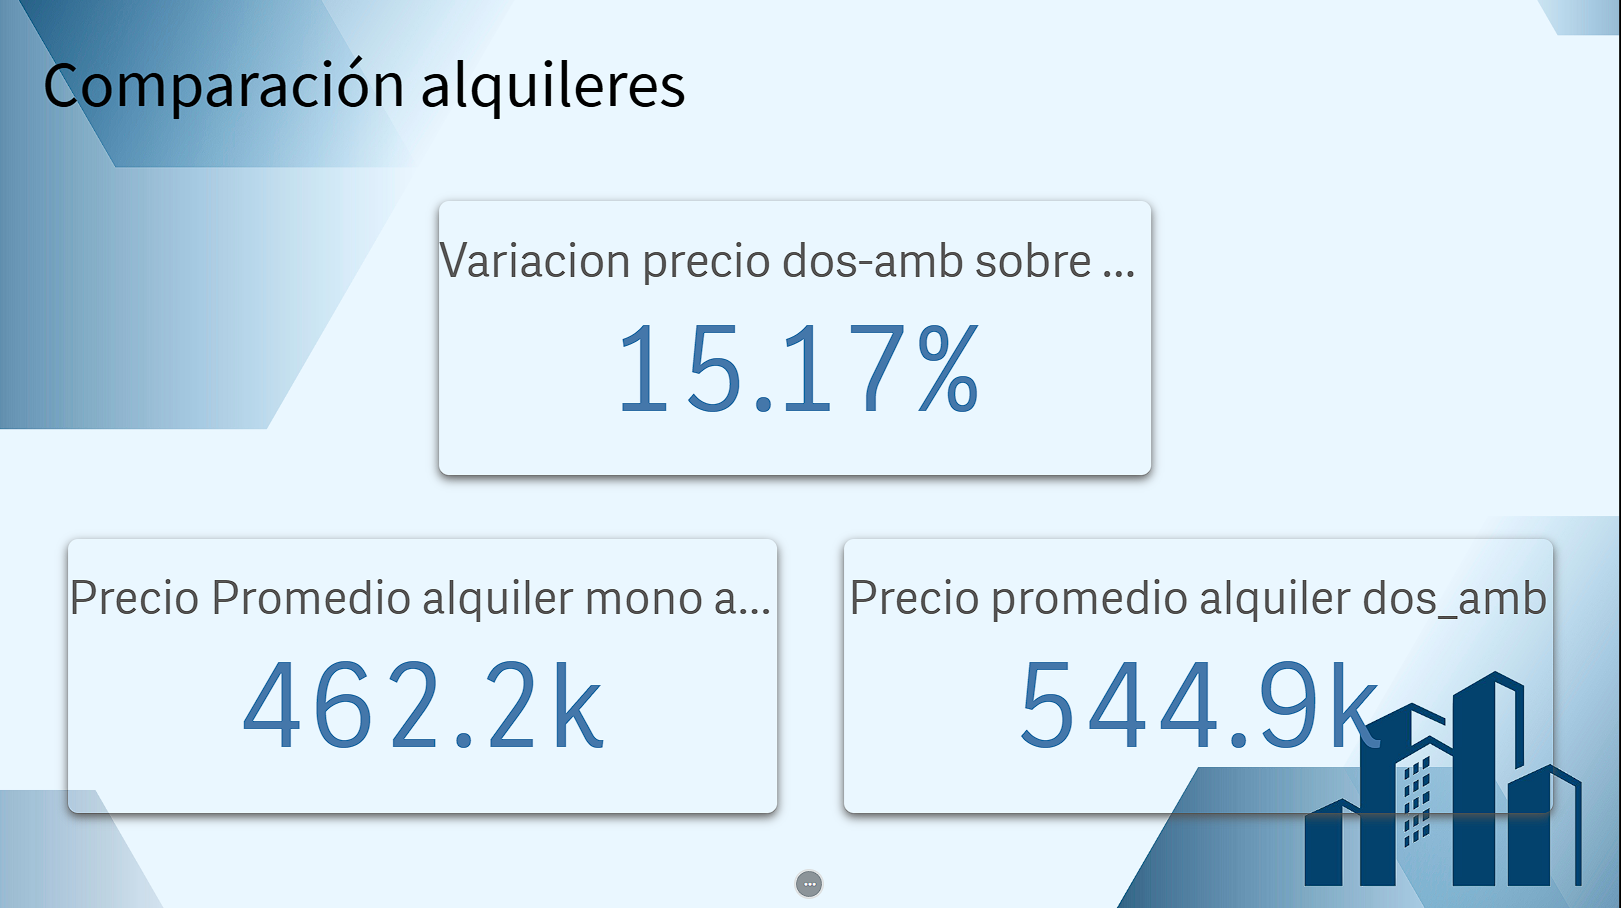 Comparación alquileres
Variacion precio dos-amb sobre ...
15.17%
Precio Promedio alquiler mono a...
462.2k
Precio promedio alquiler dos_amb
544.9k